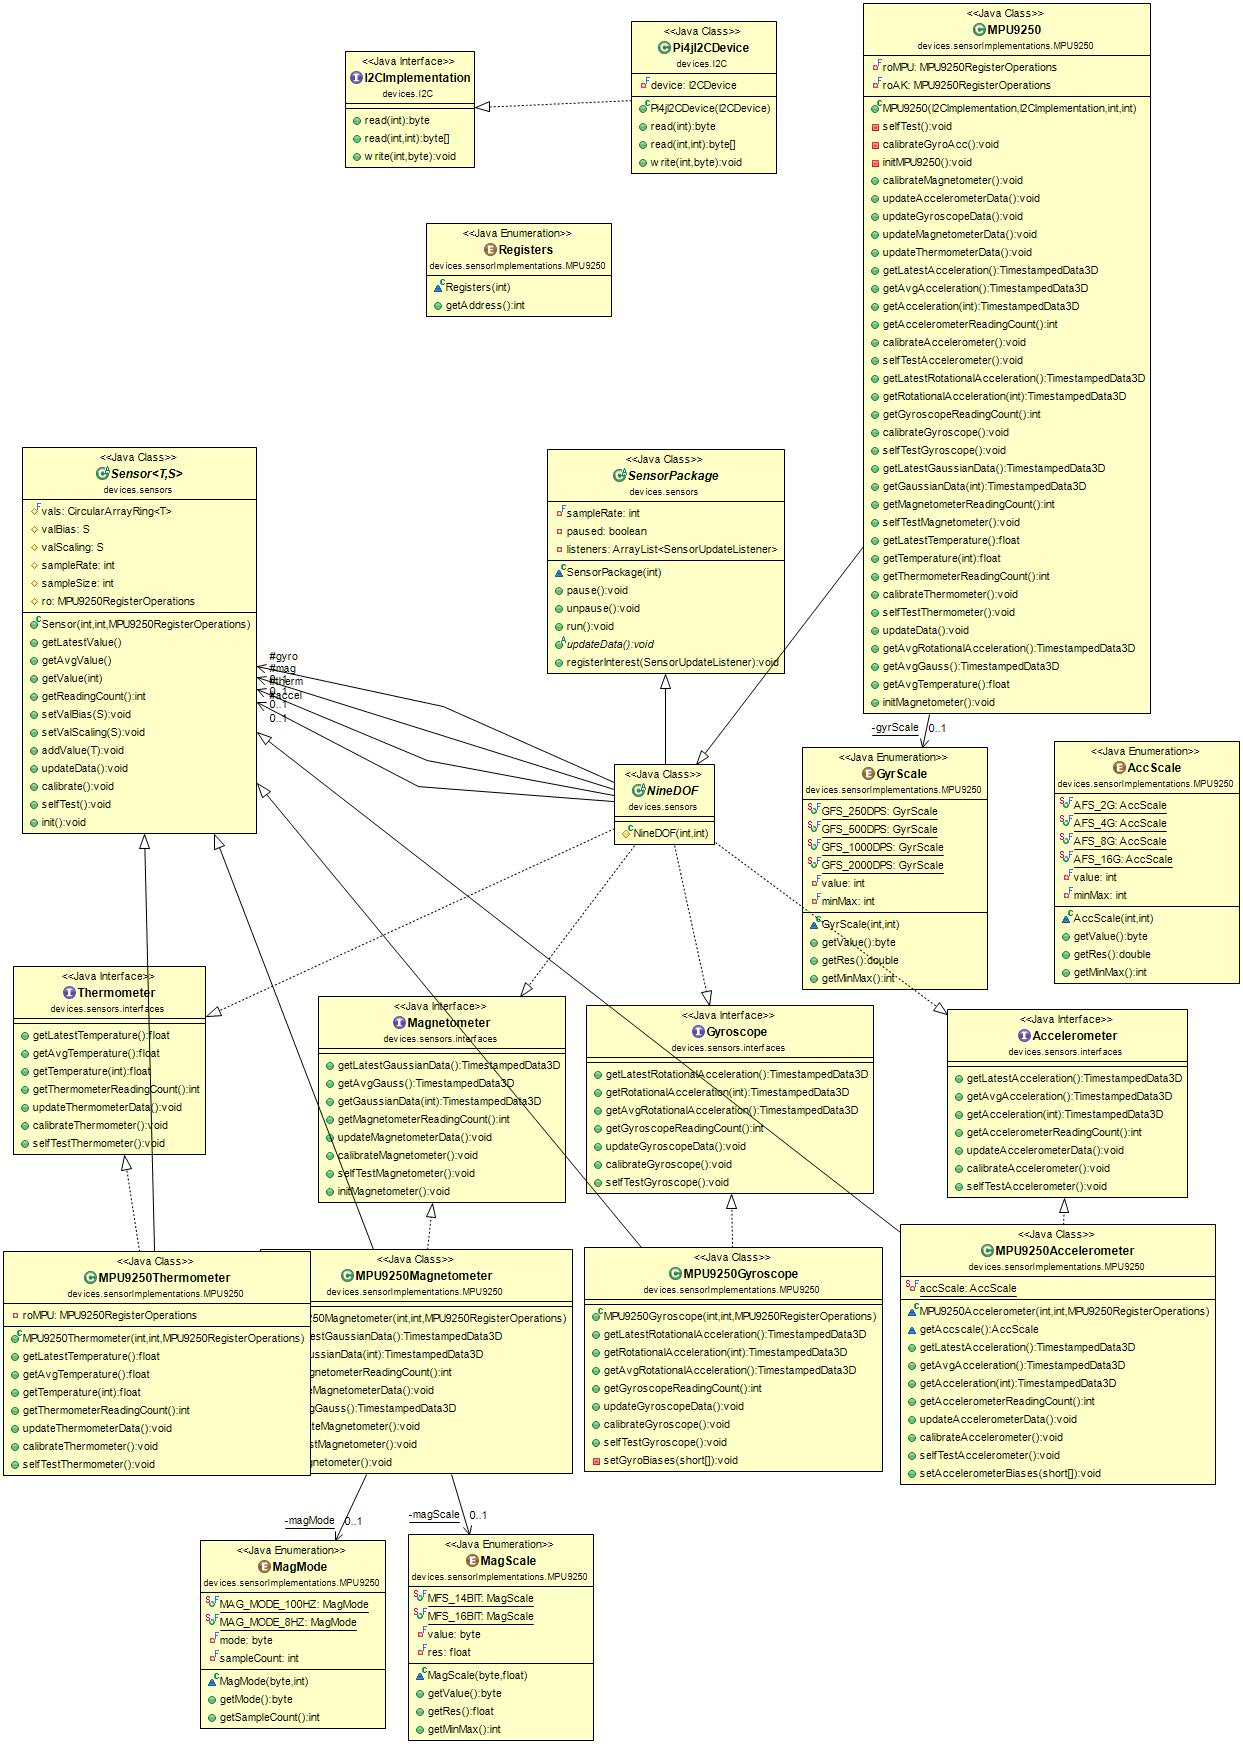 <<Java Interface>>
I2CImplementation
devices.I2C
read(int):byte
read(int,int):byte[]
write(int,byte):void
<<Java Class>>
Pi4jI2CDevice
devices.I2C
device: I2CDevice
Pi4jI2CDevice(I2CDevice)
read(int):byte
read(int,int):byte[]
write(int,byte):void
<<Java Class>>
MPU9250
devices.sensorImplementations.MPU9250
roMPU: MPU9250RegisterOperations
roAK: MPU9250RegisterOperations
MPU9250(I2CImplementation,I2CImplementation,int,int)
selfTest():void
calibrateGyroAcc():void
initMPU9250():void
calibrateMagnetometer():void
updateAccelerometerData():void
updateGyroscopeData():void
updateMagnetometerData():void
updateThermometerData():void
getLatestAcceleration():TimestampedData3D
getAvgAcceleration():TimestampedData3D
getAcceleration(int):TimestampedData3D
getAccelerometerReadingCount():int
calibrateAccelerometer():void
selfTestAccelerometer():void
getLatestRotationalAcceleration():TimestampedData3D
getRotationalAcceleration(int):TimestampedData3D
getGyroscopeReadingCount():int
calibrateGyroscope():void
selfTestGyroscope():void
getLatestGaussianData():TimestampedData3D
getGaussianData(int):TimestampedData3D
getMagnetometerReadingCount():int
selfTestMagnetometer():void
getLatestTemperature():float
getTemperature(int):float
getThermometerReadingCount():int
calibrateThermometer():void
selfTestThermometer():void
updateData():void
getAvgRotationalAcceleration():TimestampedData3D
getAvgGauss():TimestampedData3D
getAvgTemperature():float
initMagnetometer():void
<<Java Enumeration>>
Registers
devices.sensorImplementations.MPU9250
Registers(int)
getAddress():int
<<Java Class>>
Sensor<T,S>
devices.sensors
vals: CircularArrayRing<T>
valBias: S
valScaling: S
sampleRate: int
sampleSize: int
ro: MPU9250RegisterOperations
Sensor(int,int,MPU9250RegisterOperations)
getLatestValue()
getAvgValue()
getValue(int)
getReadingCount():int
setValBias(S):void
setValScaling(S):void
addValue(T):void
updateData():void
calibrate():void
selfTest():void
init():void
<<Java Class>>
SensorPackage
devices.sensors
sampleRate: int
paused: boolean
listeners: ArrayList<SensorUpdateListener>
SensorPackage(int)
pause():void
unpause():void
run():void
updateData():void
registerInterest(SensorUpdateListener):void
#gyro
#mag
0..1
#therm
0..1
#accel
0..1
0..1
-gyrScale
0..1
<<Java Class>>
NineDOF
devices.sensors
NineDOF(int,int)
<<Java Enumeration>>
GyrScale
devices.sensorImplementations.MPU9250
GFS_250DPS: GyrScale
GFS_500DPS: GyrScale
GFS_1000DPS: GyrScale
GFS_2000DPS: GyrScale
value: int
minMax: int
GyrScale(int,int)
getValue():byte
getRes():double
getMinMax():int
<<Java Enumeration>>
AccScale
devices.sensorImplementations.MPU9250
AFS_2G: AccScale
AFS_4G: AccScale
AFS_8G: AccScale
AFS_16G: AccScale
value: int
minMax: int
AccScale(int,int)
getValue():byte
getRes():double
getMinMax():int
<<Java Interface>>
Thermometer
devices.sensors.interfaces
getLatestTemperature():float
getAvgTemperature():float
getTemperature(int):float
getThermometerReadingCount():int
updateThermometerData():void
calibrateThermometer():void
selfTestThermometer():void
<<Java Interface>>
Magnetometer
devices.sensors.interfaces
getLatestGaussianData():TimestampedData3D
getAvgGauss():TimestampedData3D
getGaussianData(int):TimestampedData3D
getMagnetometerReadingCount():int
updateMagnetometerData():void
calibrateMagnetometer():void
selfTestMagnetometer():void
initMagnetometer():void
<<Java Interface>>
Gyroscope
devices.sensors.interfaces
getLatestRotationalAcceleration():TimestampedData3D
getRotationalAcceleration(int):TimestampedData3D
getAvgRotationalAcceleration():TimestampedData3D
getGyroscopeReadingCount():int
updateGyroscopeData():void
calibrateGyroscope():void
selfTestGyroscope():void
<<Java Interface>>
Accelerometer
devices.sensors.interfaces
getLatestAcceleration():TimestampedData3D
getAvgAcceleration():TimestampedData3D
getAcceleration(int):TimestampedData3D
getAccelerometerReadingCount():int
updateAccelerometerData():void
calibrateAccelerometer():void
selfTestAccelerometer():void
<<Java Class>>
MPU9250Thermometer
devices.sensorImplementations.MPU9250
roMPU: MPU9250RegisterOperations
MPU9250Thermometer(int,int,MPU9250RegisterOperations)
getLatestTemperature():float
getAvgTemperature():float
getTemperature(int):float
getThermometerReadingCount():int
updateThermometerData():void
calibrateThermometer():void
selfTestThermometer():void
<<Java Class>>
MPU9250Magnetometer
devices.sensorImplementations.MPU9250
250Magnetometer(int,int,MPU9250RegisterOperations)
estGaussianData():TimestampedData3D
ussianData(int):TimestampedData3D
gnetometerReadingCount():int
eMagnetometerData():void
gGauss():TimestampedData3D
teMagnetometer():void
stMagnetometer():void
gnetometer():void
<<Java Class>>
MPU9250Gyroscope
devices.sensorImplementations.MPU9250
MPU9250Gyroscope(int,int,MPU9250RegisterOperations)
getLatestRotationalAcceleration():TimestampedData3D
getRotationalAcceleration(int):TimestampedData3D
getAvgRotationalAcceleration():TimestampedData3D
getGyroscopeReadingCount():int
updateGyroscopeData():void
calibrateGyroscope():void
selfTestGyroscope():void
setGyroBiases(short[]):void
<<Java Class>>
MPU9250Accelerometer
devices.sensorImplementations.MPU9250
accScale: AccScale
MPU9250Accelerometer(int,int,MPU9250RegisterOperations)
getAccscale():AccScale
getLatestAcceleration():TimestampedData3D
getAvgAcceleration():TimestampedData3D
getAcceleration(int):TimestampedData3D
getAccelerometerReadingCount():int
updateAccelerometerData():void
calibrateAccelerometer():void
selfTestAccelerometer():void
setAccelerometerBiases(short[]):void
-magMode
0..1
-magScale
0..1
<<Java Enumeration>>
MagMode
devices.sensorImplementations.MPU9250
MAG_MODE_100HZ: MagMode
MAG_MODE_8HZ: MagMode
mode: byte
sampleCount: int
MagMode(byte,int)
getMode():byte
getSampleCount():int
<<Java Enumeration>>
MagScale
devices.sensorImplementations.MPU9250
MFS_14BIT: MagScale
MFS_16BIT: MagScale
value: byte
res: float
MagScale(byte,float)
getValue():byte
getRes():float
getMinMax():int